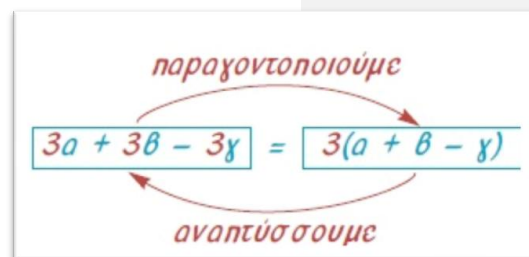 παραγοντοποιούμε
3α + 3β – 3γ = 3(α + β – γ)
αναπτύσσουμε